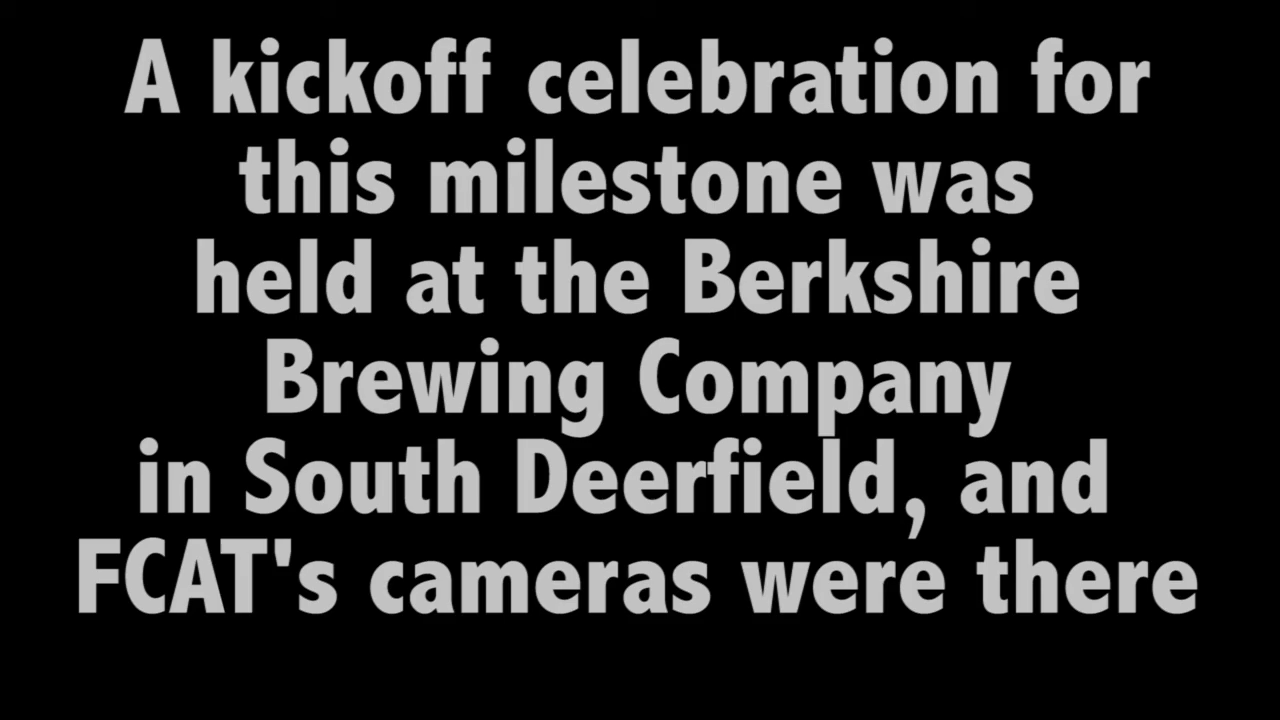 A kickoff celebration for
this milestone was
held at the Berkshire
Brewing Company
in South Deerfield, and
FCAT's cameras were there